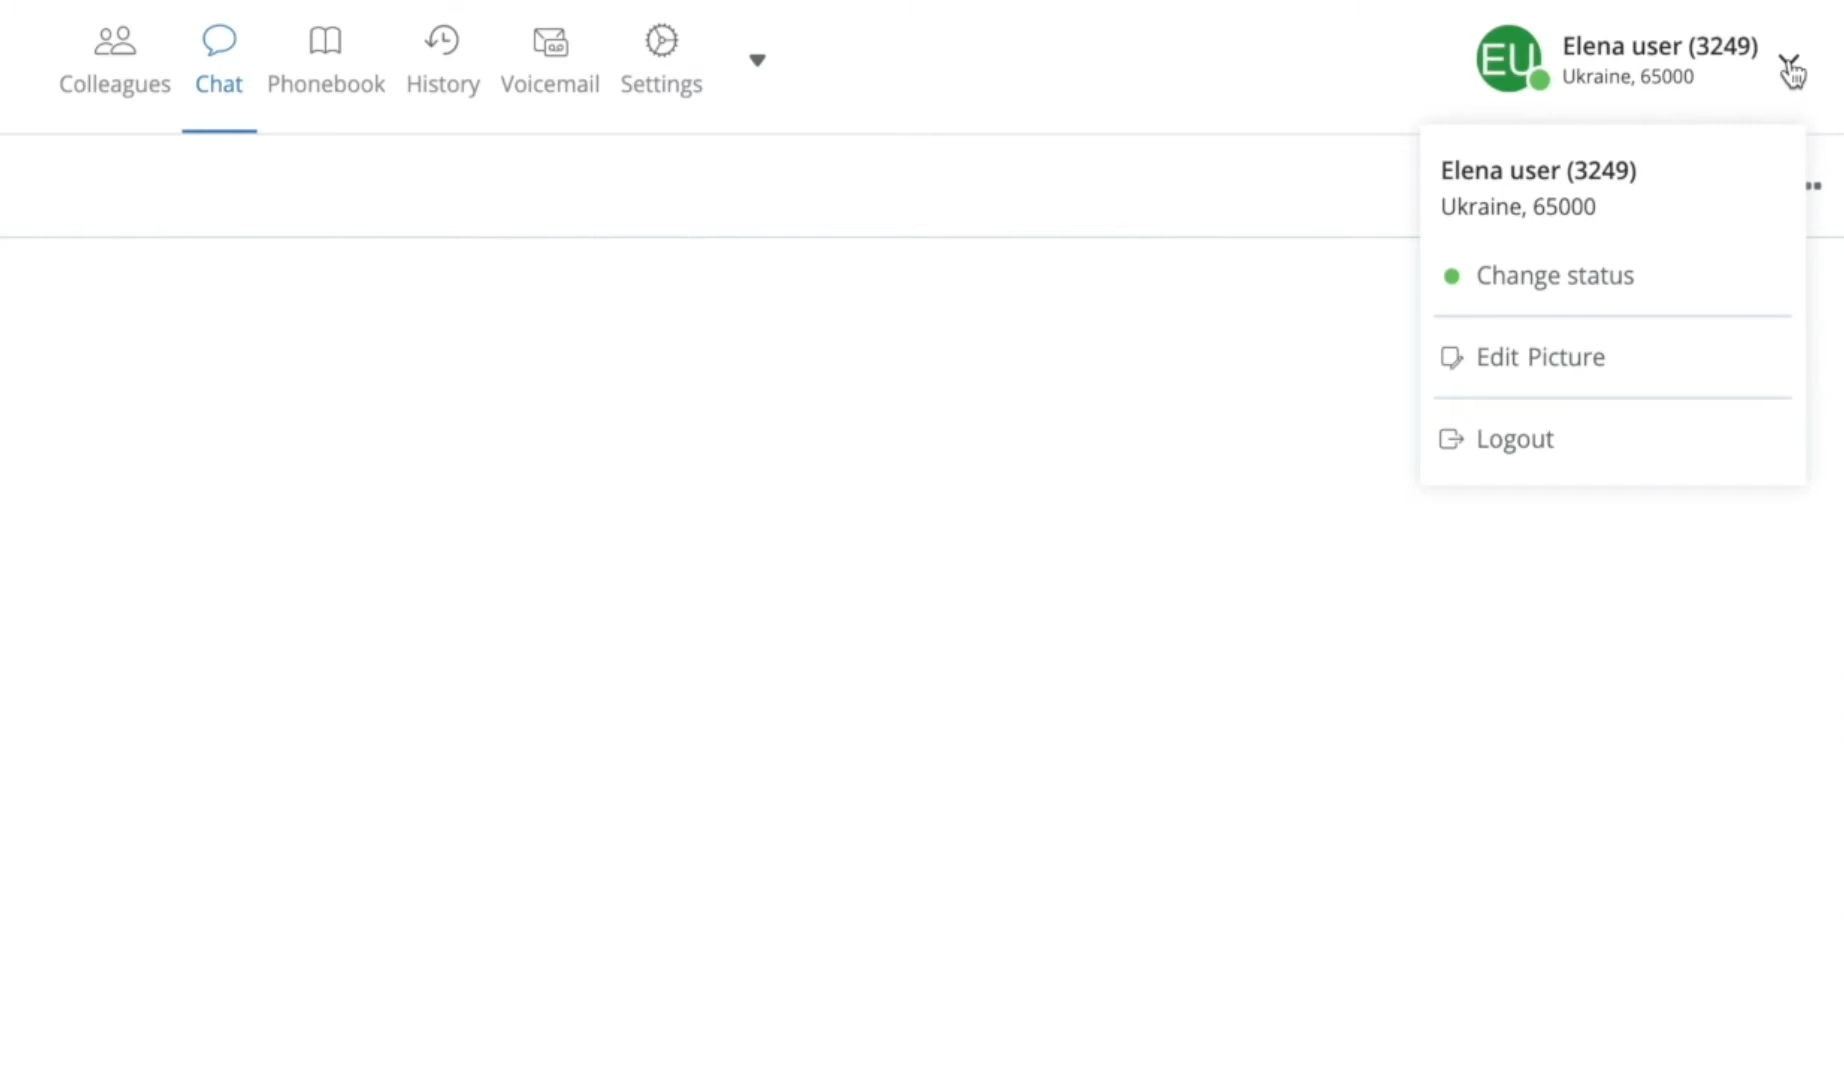 Colleagues
Chat
Phonebook
History
Voicemail
Settings
EU
Elena user (3249)
Ukraine, 65000
Elena user (3249)
Ukraine, 65000
Change status
Edit Picture
Logout